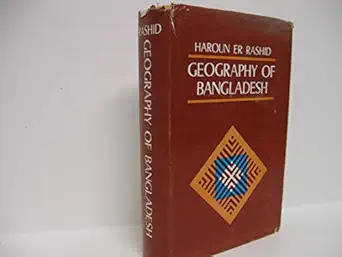 RASHID
GEOGRAPHY OF BANGLADESH
HAROUN ER RASHID
GEOGRAPHY OF
BANGLADESH